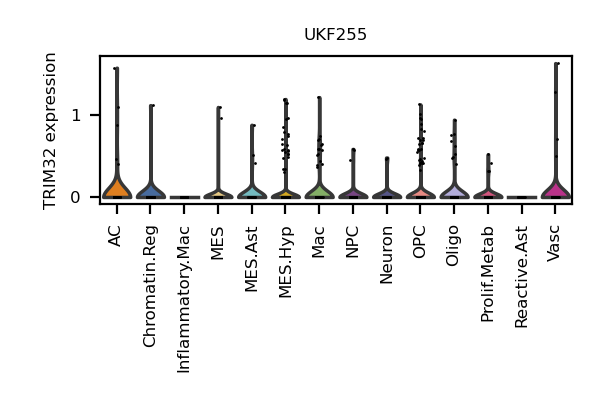 UKF255
TRIM32 expression
1
0
AC
Chromatin.Reg
Inflammatory.Mac
MES
MES.Ast
MES.Hyp
Mac
NPC
Neuron
OPC
Oligo
Prolif.Metab
Reactive.Ast
Vasc